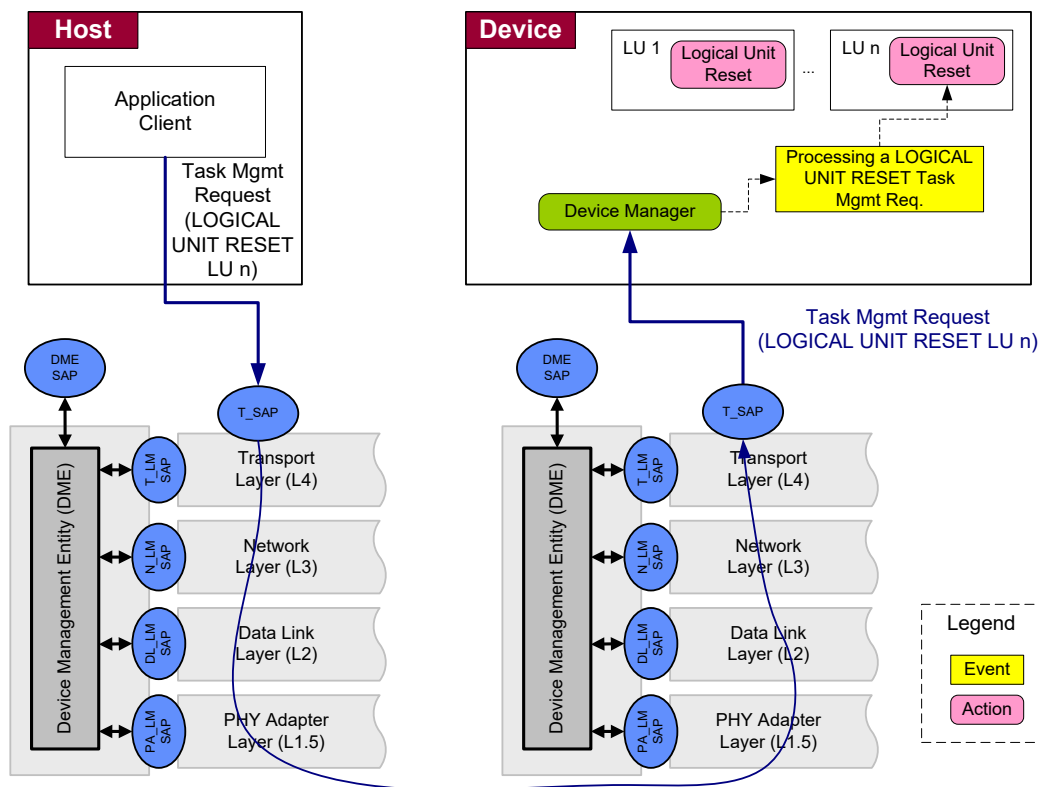 Host
Application
Client
Task Mgmt
Request
(LOGICAL
UNIT RESET
LU n)
Device
LU 1
Logical Unit
Reset
...
LU n
Logical Unit
Reset
Processing a LOGICAL
UNIT RESET Task
Mgmt Req.
Device Manager
Task Mgmt Request
(LOGICAL UNIT RESET LU n)
DME
SAP
T_SAP
Device Management Entity (DME)
T_LM
SAP
Transport
Layer (L4)
N_LM
SAP
Network
Layer (L3)
DL_LM
SAP
Data Link
Layer (L2)
PA_LM
SAP
PHY Adapter
Layer (L1.5)
DME
SAP
T_SAP
Device Management Entity (DME)
T_LM
SAP
Transport
Layer (L4)
N_LM
SAP
Network
Layer (L3)
DL_LM
SAP
Data Link
Layer (L2)
PA_LM
SAP
PHY Adapter
Layer (L1.5)
Legend
Event
Action